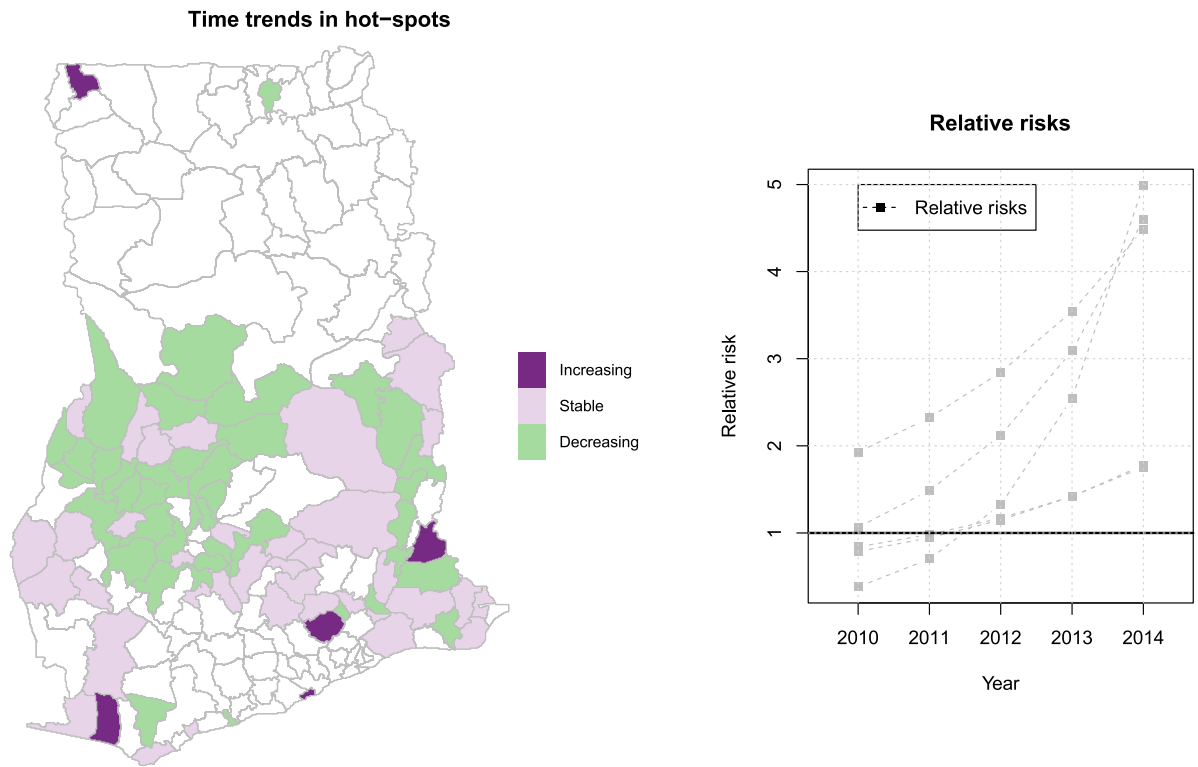 Time trends in hot−spots
Increasing
Stable
Decreasing
Relative risks
Relative risks
5
4
3
2
1
Relative risk
2010 2011 2012 2013 2014
Year